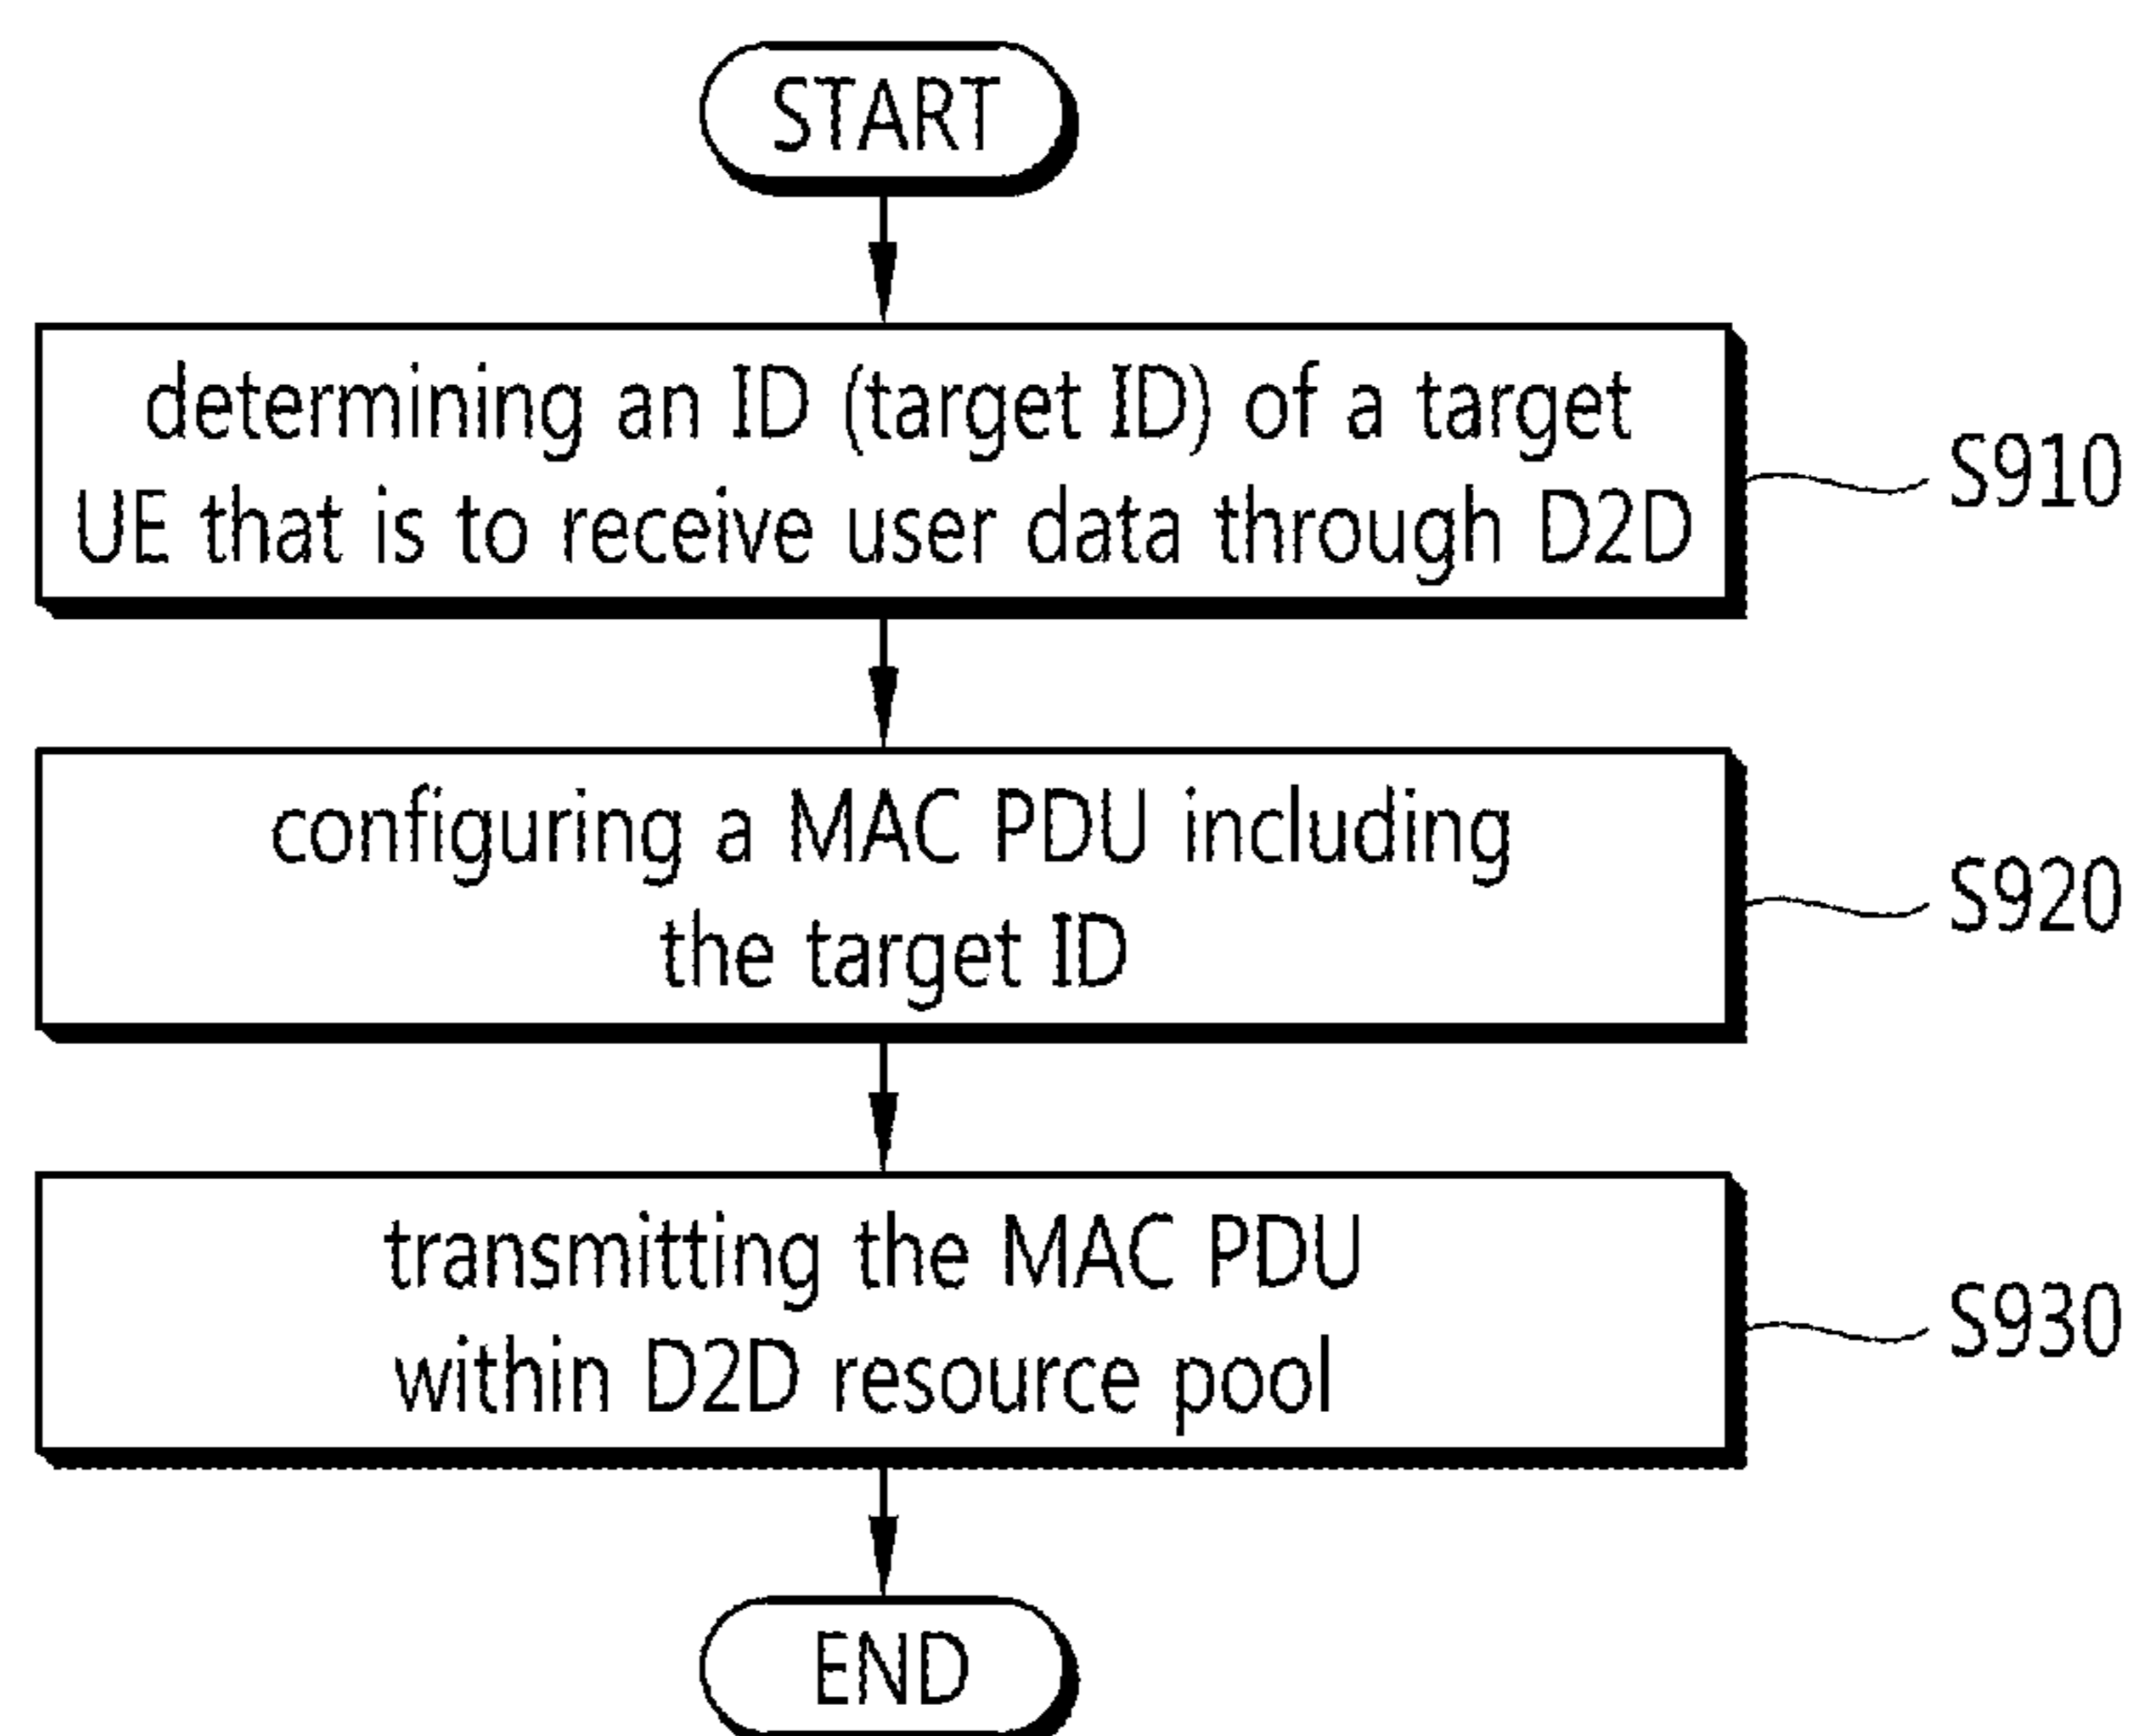 START
determining an ID (target ID) of a target
UE that is to receive user data through D2D
S910
configuring a MAC PDU including
the target ID
S920
transmitting the MAC PDU
within D2D resource pool
S930
END